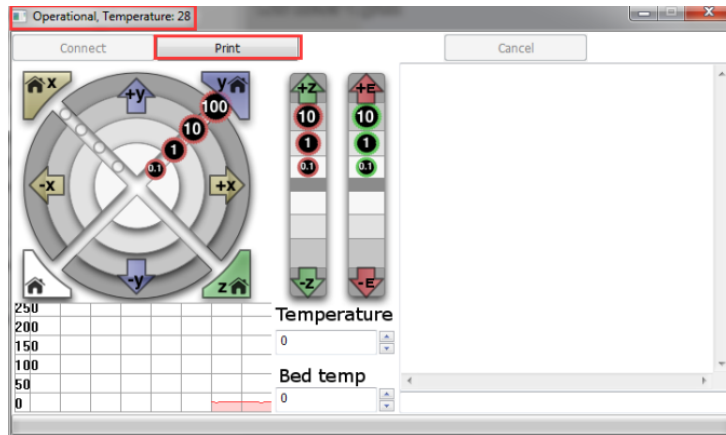 Operational, Temperature: 28
Connect
Print
Cancel
x
+y
y
100
10
1
0.1
-x
+x
-y
z
+Z
10
1
0.1
-Z
+E
10
1
0.1
-E
250
200
150
100
50
0
Temperature
0
Bed temp
0